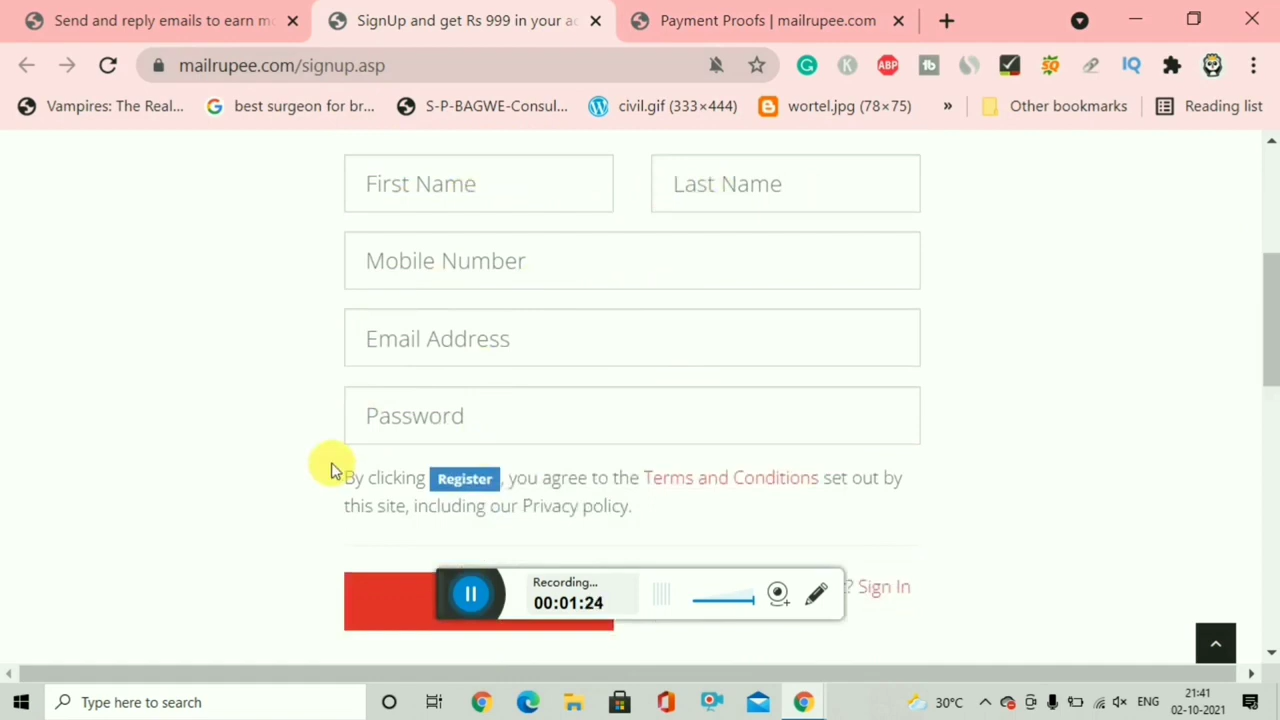 Send and reply emails to earn mo
SignUp and get Rs 999 in your ac
Payment Proofs | mailrupee.com
mailrupee.com/signup.asp
Vampires: The Real...
best surgeon for br...
S-P-BAGWE-Consul...
civil.gif (333×444)
wortel.jpg (78×75)
»
Other bookmarks
Reading list
First Name
Last Name
Mobile Number
Email Address
Password
By clicking Register, you agree to the Terms and Conditions set out by
this site, including our Privacy policy.
Recording...
00:01:24
? Sign In
Type here to search
30°C
ENG
21:41
02-10-2021